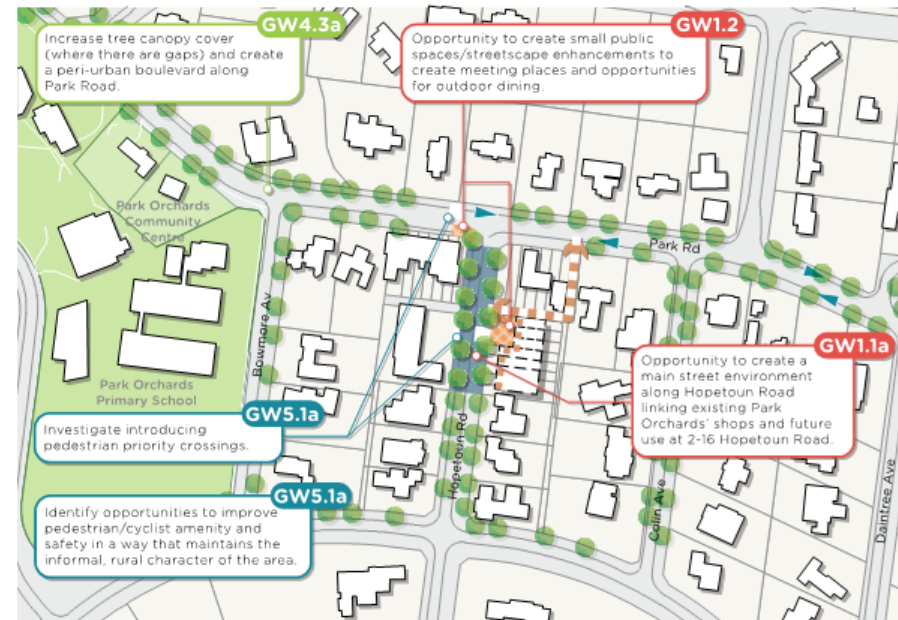 GW4.3a
Increase tree canopy cover
(where there are gaps) and create
a peri-urban boulevard along
Park Road.
GW1.2
Opportunity to create small public
spaces/streetscape enhancements to
create meeting places and opportunities
for outdoor dining.
Park Orchards
Community
Centre
Park Rd
Bowmore Av
Park Orchards
Primary School
GW1.1a
Opportunity to create a
main street environment
along Hopetoun Road
linking existing Park
Orchards' shops and future
use at 2-16 Hopetoun Road.
GW5.1a
Investigate introducing
pedestrian priority crossings.
Hopetoun Rd
GW5.1a
Identify opportunities to improve
pedestrian/cyclist amenity and
safety in a way that maintains the
informal, rural character of the area.
Colin Ave
Daintree Av